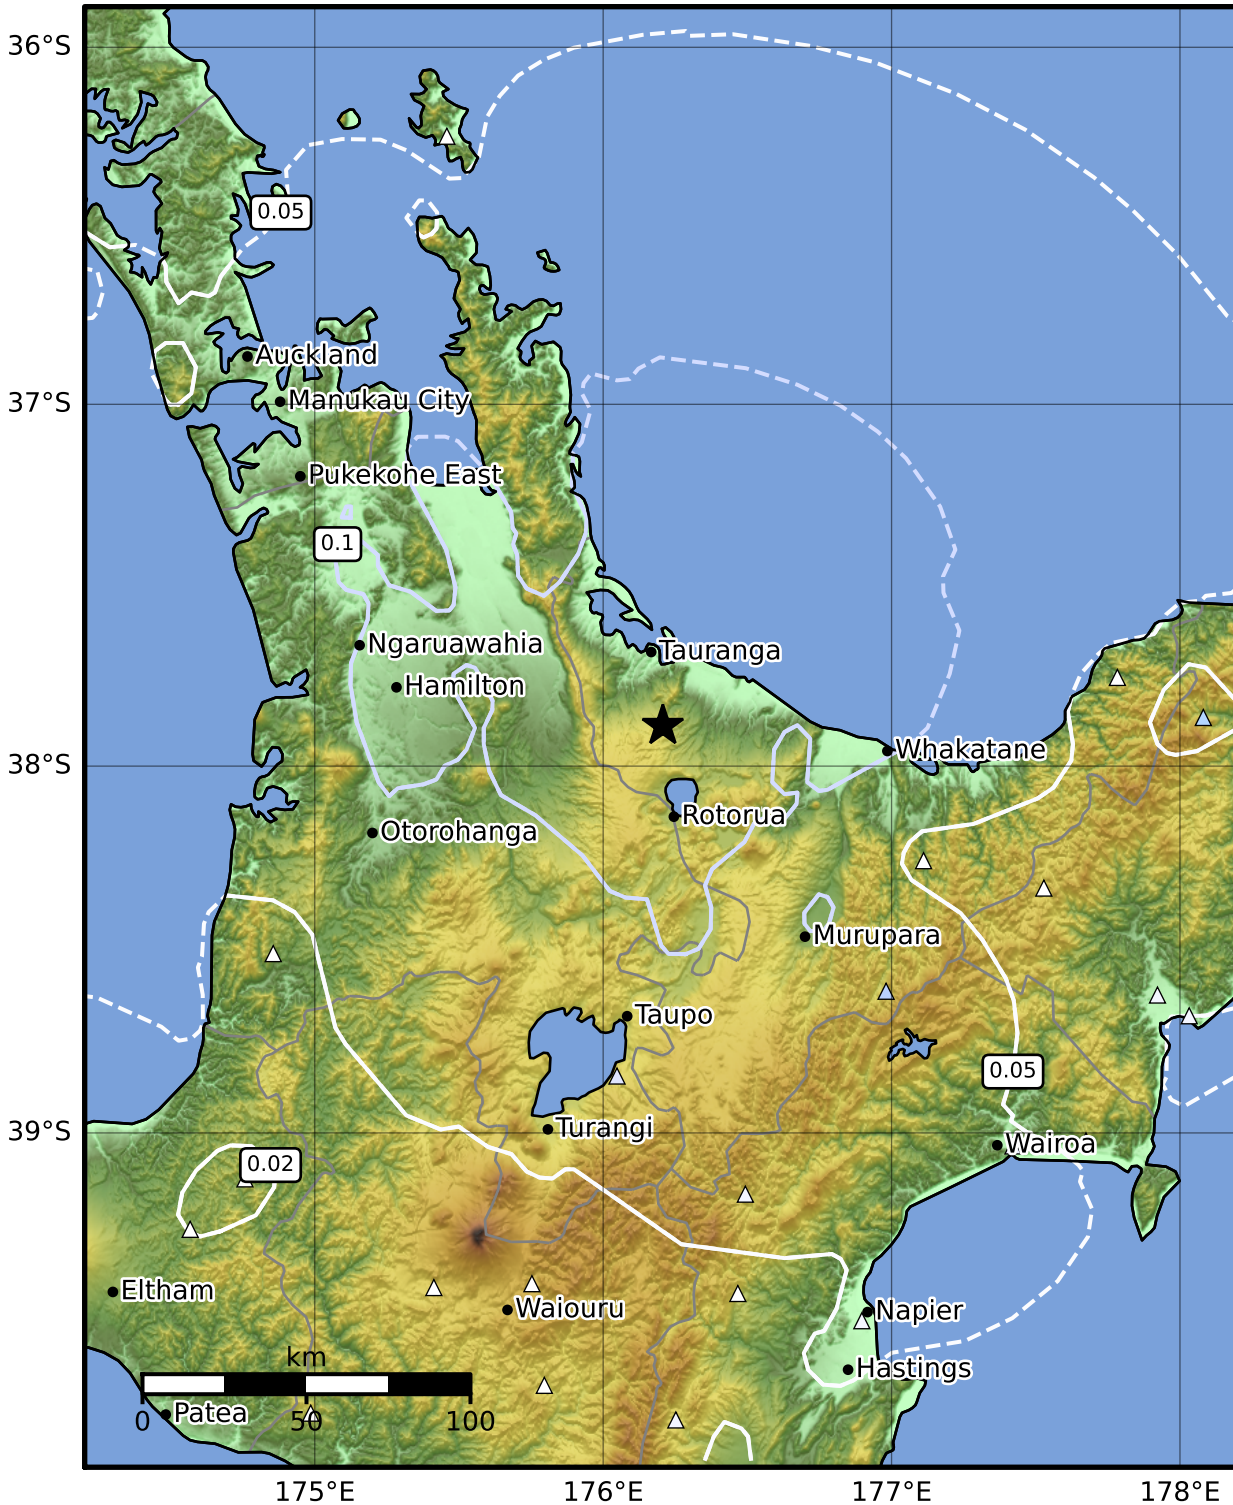 36°S
0.05
Auckland
37°S
Manukau City
Pukekohe East
0.1
Ngaruawahia
Tauranga
Hamilton
38°S
Whakatane
Rotorua
Otorohanga
Murupara
Taupo
0.05
39°S
Turangi
Wairoa
0.02
Eltham
Waiouru
Napier
km
Hastings
Patea
0 50 100
175°E 176°E 177°E 178°E